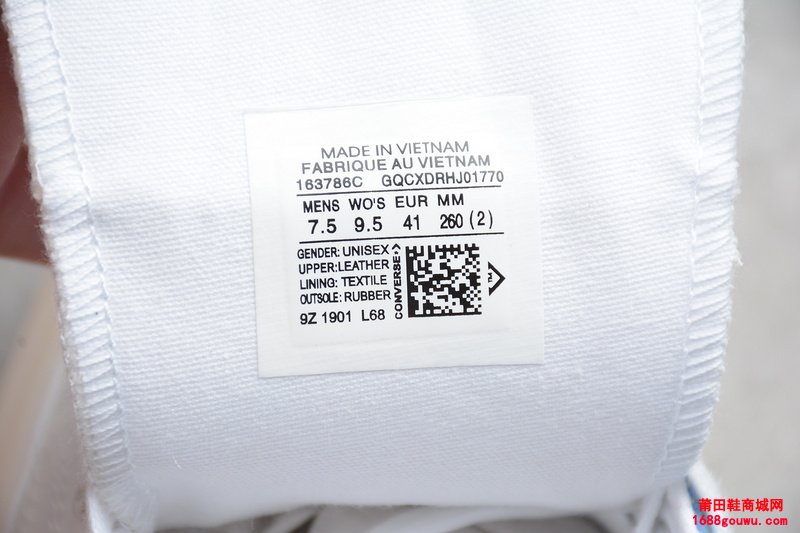 MADE IN VIETNAM
FABRIQUE AU VIETNAM
163786C GQCXDRHJ01770
MENS WO'S EUR MM
7.5 9.5 41 260 (2)
GENDER: UNISEX
UPPER: LEATHER
LINING: TEXTILE
OUTSOLE: RUBBER
9Z 1901 L68
CONVERSE
莆田鞋商城网
1688gouwu.com